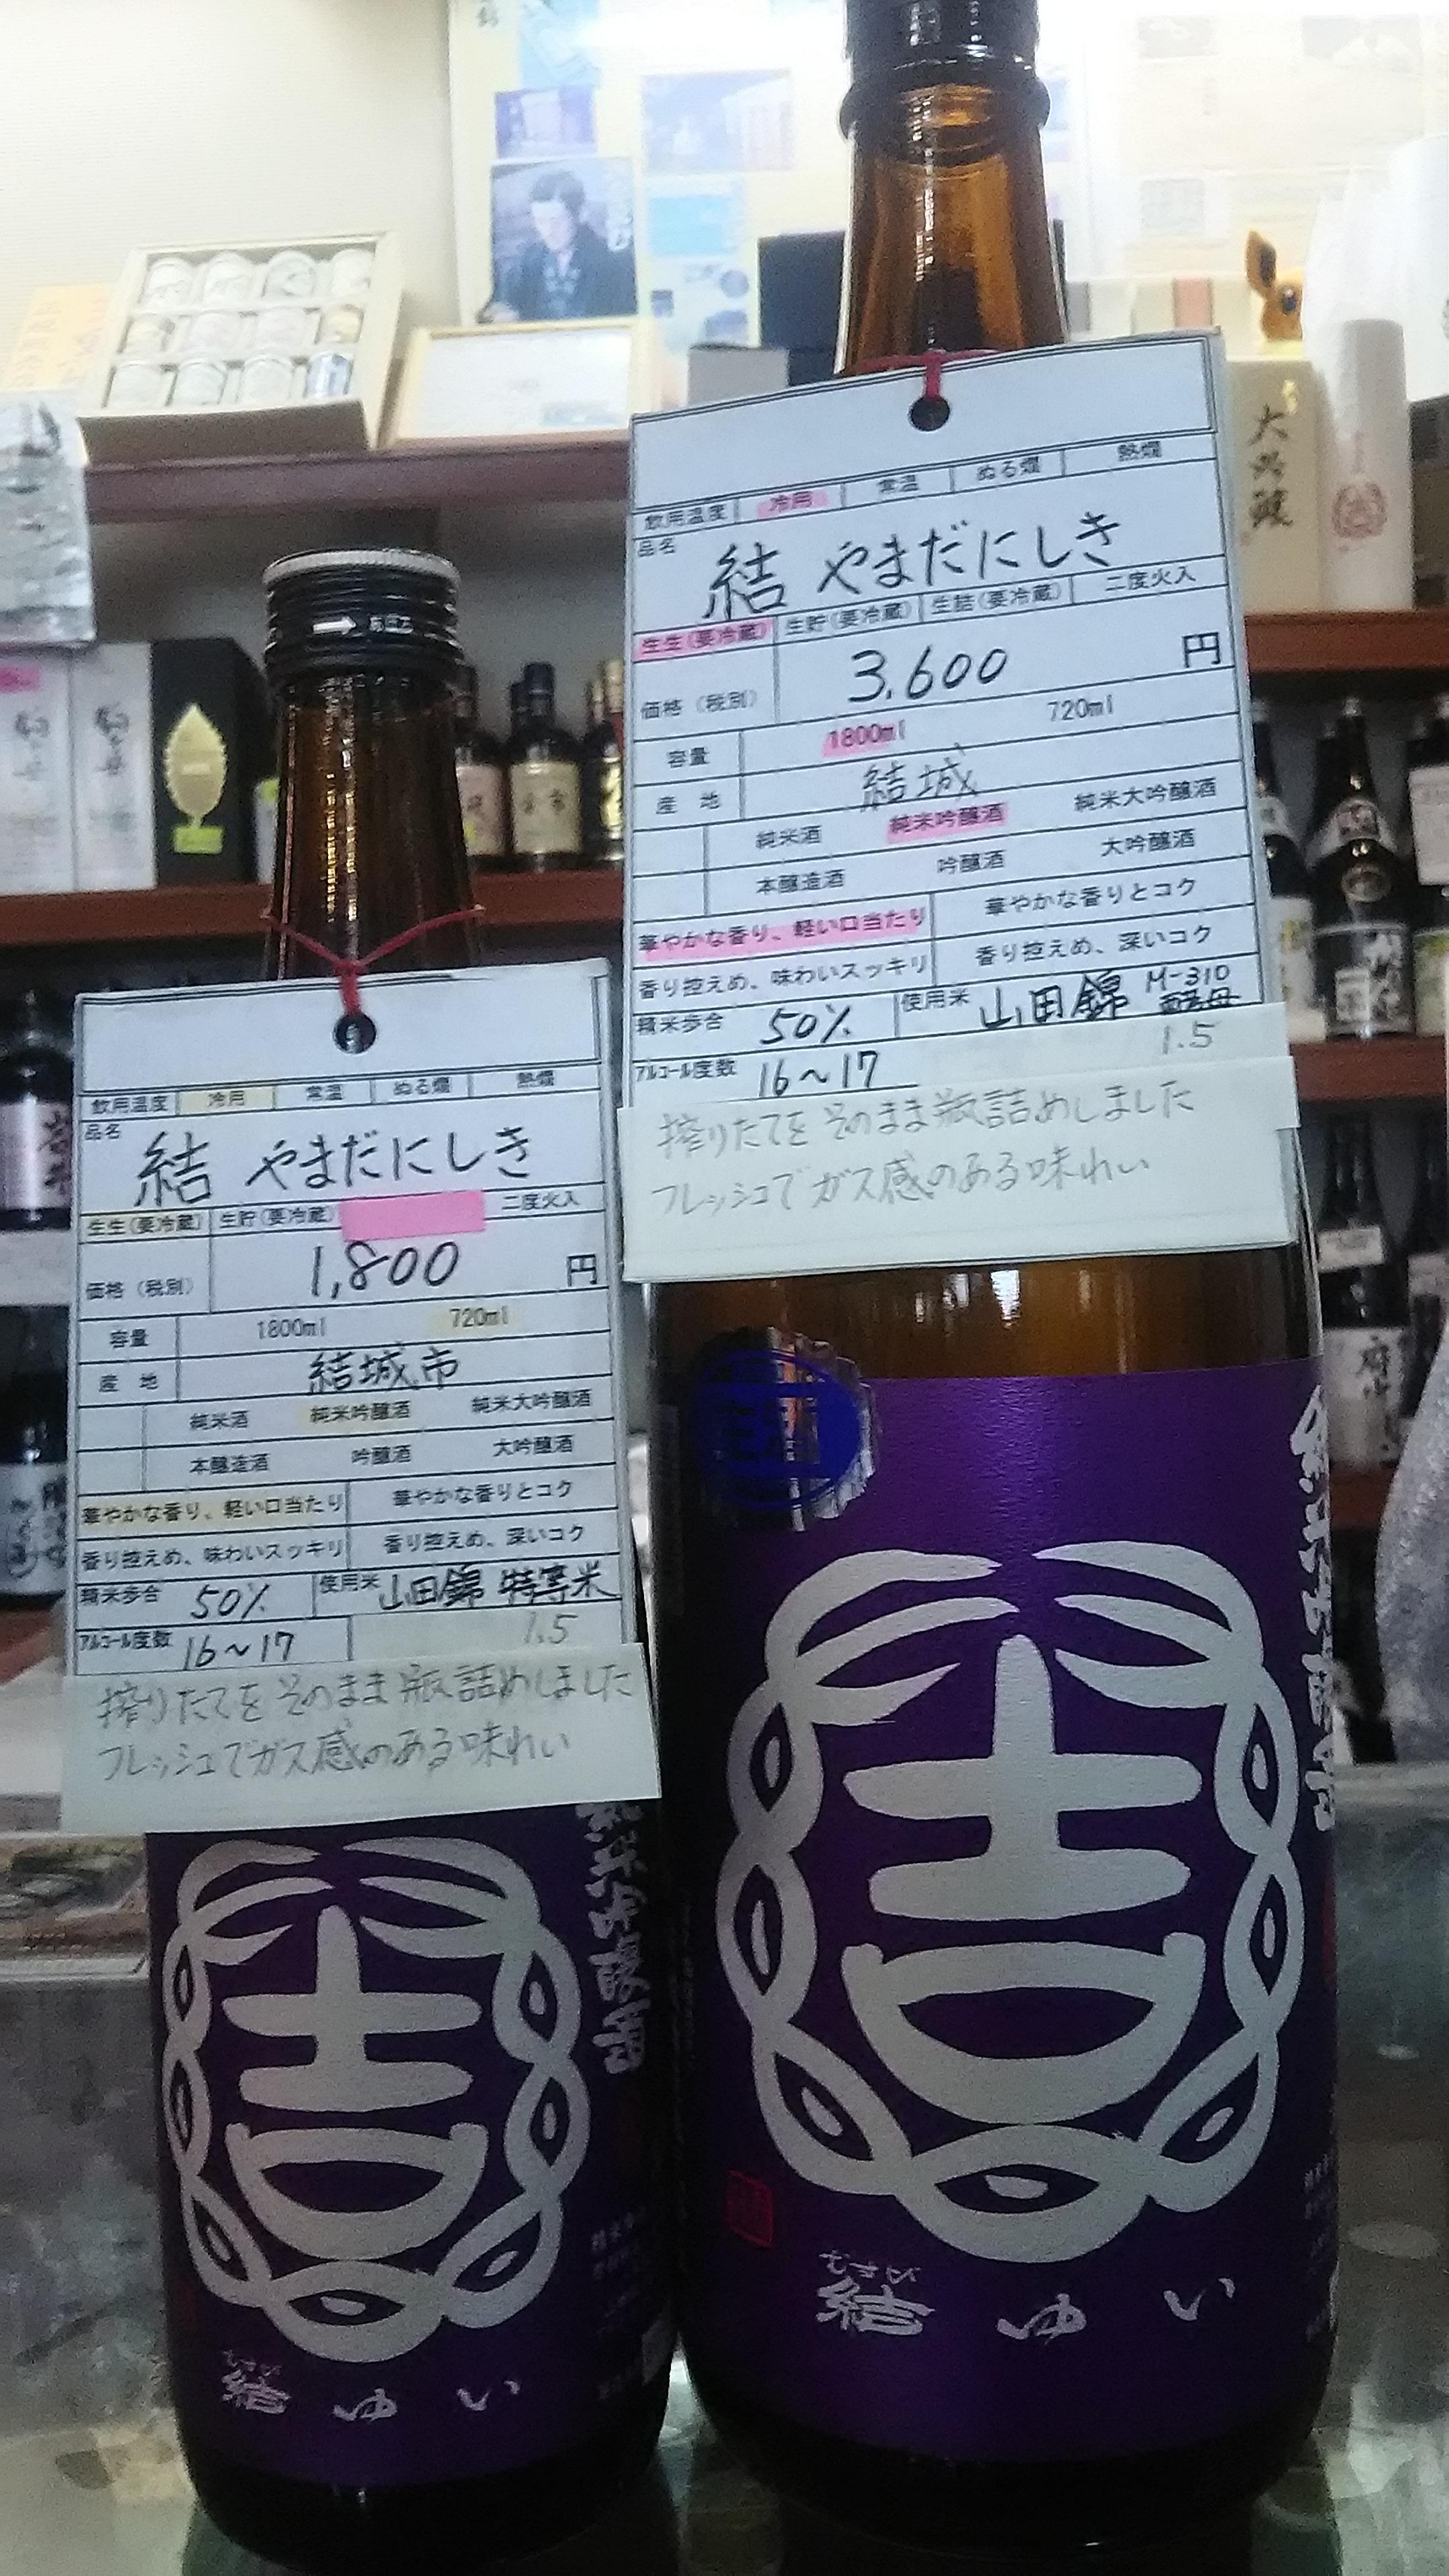 飲用温度 冷用 常温 ぬる燗 熱燗
品名
結 やまだにしき
生生(要冷蔵) 生貯(要冷蔵) 生詰(要冷蔵) 二度火入
価格 (税別) 3,600 円
容量 1800ml 720ml
産 地 結城
純米酒 純米吟醸酒 純米大吟醸酒
本醸造酒 吟醸酒 大吟醸酒
華やかな香り、軽い口当たり 華やかな香りとコク
香り控えめ、味わいスッキリ 香り控えめ、深いコク
精米歩合 50% 使用米 山田錦 M-310 酵母
アルコール度数 16~17 1.5
搾りたてを そのまま瓶詰めしました
フレッシュで ガス感のある味わい
飲用温度 冷用 常温 ぬる燗 熱燗
品名
結 やまだにしき
生生(要冷蔵) 生貯(要冷蔵) 二度火入
価格 (税別) 1,800 円
容量 1800ml 720ml
産 地 結城市
純米酒 純米吟醸酒 純米大吟醸酒
本醸造酒 吟醸酒 大吟醸酒
華やかな香り、軽い口当たり 華やかな香りとコク
香り控えめ、味わいスッキリ 香り控えめ、深いコク
精米歩合 50% 使用米 山田錦 特等米
アルコール度数 16~17 1.5
搾りたてを そのまま 瓶詰めしました
フレッシュでガス感のある味わい
大吟醸
純米吟醸
結 ゆ い
純米吟醸
結 ゆ い